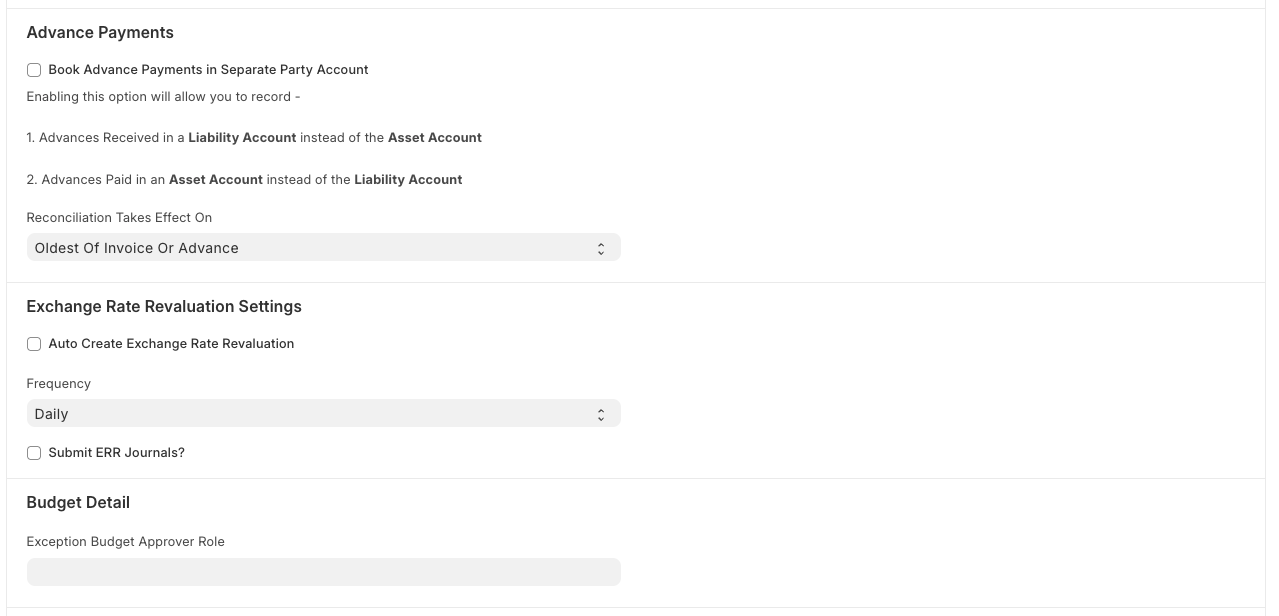 Advance Payments
Book Advance Payments in Separate Party Account
Enabling this option will allow you to record -
1. Advances Received in a Liability Account instead of the Asset Account
2. Advances Paid in an Asset Account instead of the Liability Account
Reconciliation Takes Effect On
Oldest Of Invoice Or Advance
Exchange Rate Revaluation Settings
Auto Create Exchange Rate Revaluation
Frequency
Daily
Submit ERR Journals?
Budget Detail
Exception Budget Approver Role